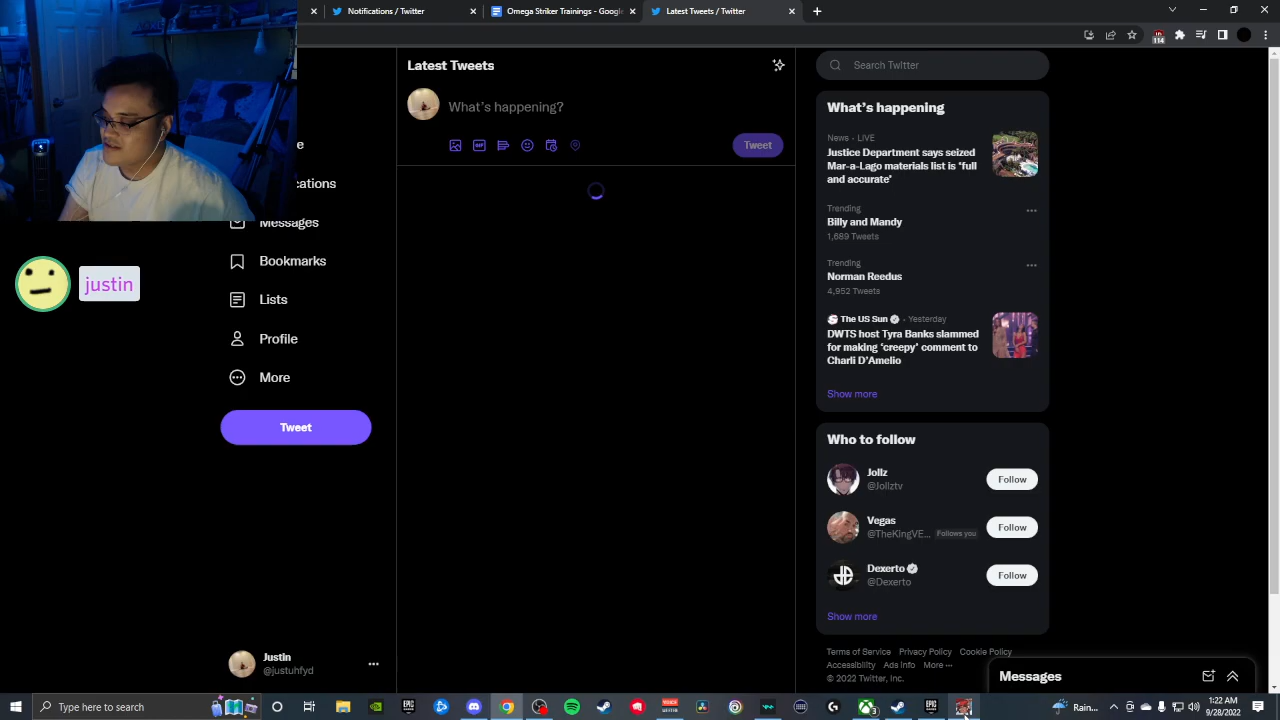 Notifications / Twitter
Omega Striker Trainings - Google
Latest Tweets / Twitter
114
Latest Tweets
What's happening?
GIF
Tweet
Messages
Bookmarks
Lists
Profile
More
Tweet
Justin
@justuhfyd
justin
Search Twitter
What's happening
News · LIVE
Justice Department says seized
Mar-a-Lago materials list is 'full
and accurate'
Trending
Billy and Mandy
1,689 Tweets
Trending
Norman Reedus
4,952 Tweets
The US Sun · Yesterday
DWTS host Tyra Banks slammed
for making 'creepy' comment to
Charli D'Amelio
Show more
Who to follow
Jollz
@Jollztv
Follow
Vegas
@TheKingVE... Follows you
Follow
Dexerto
@Dexerto
Follow
Show more
Terms of Service Privacy Policy Cookie Policy
Accessibility Ads info More ...
© 2022 Twitter, Inc.
Messages
Type here to search
Rain...
1:22 AM
9/28/2022